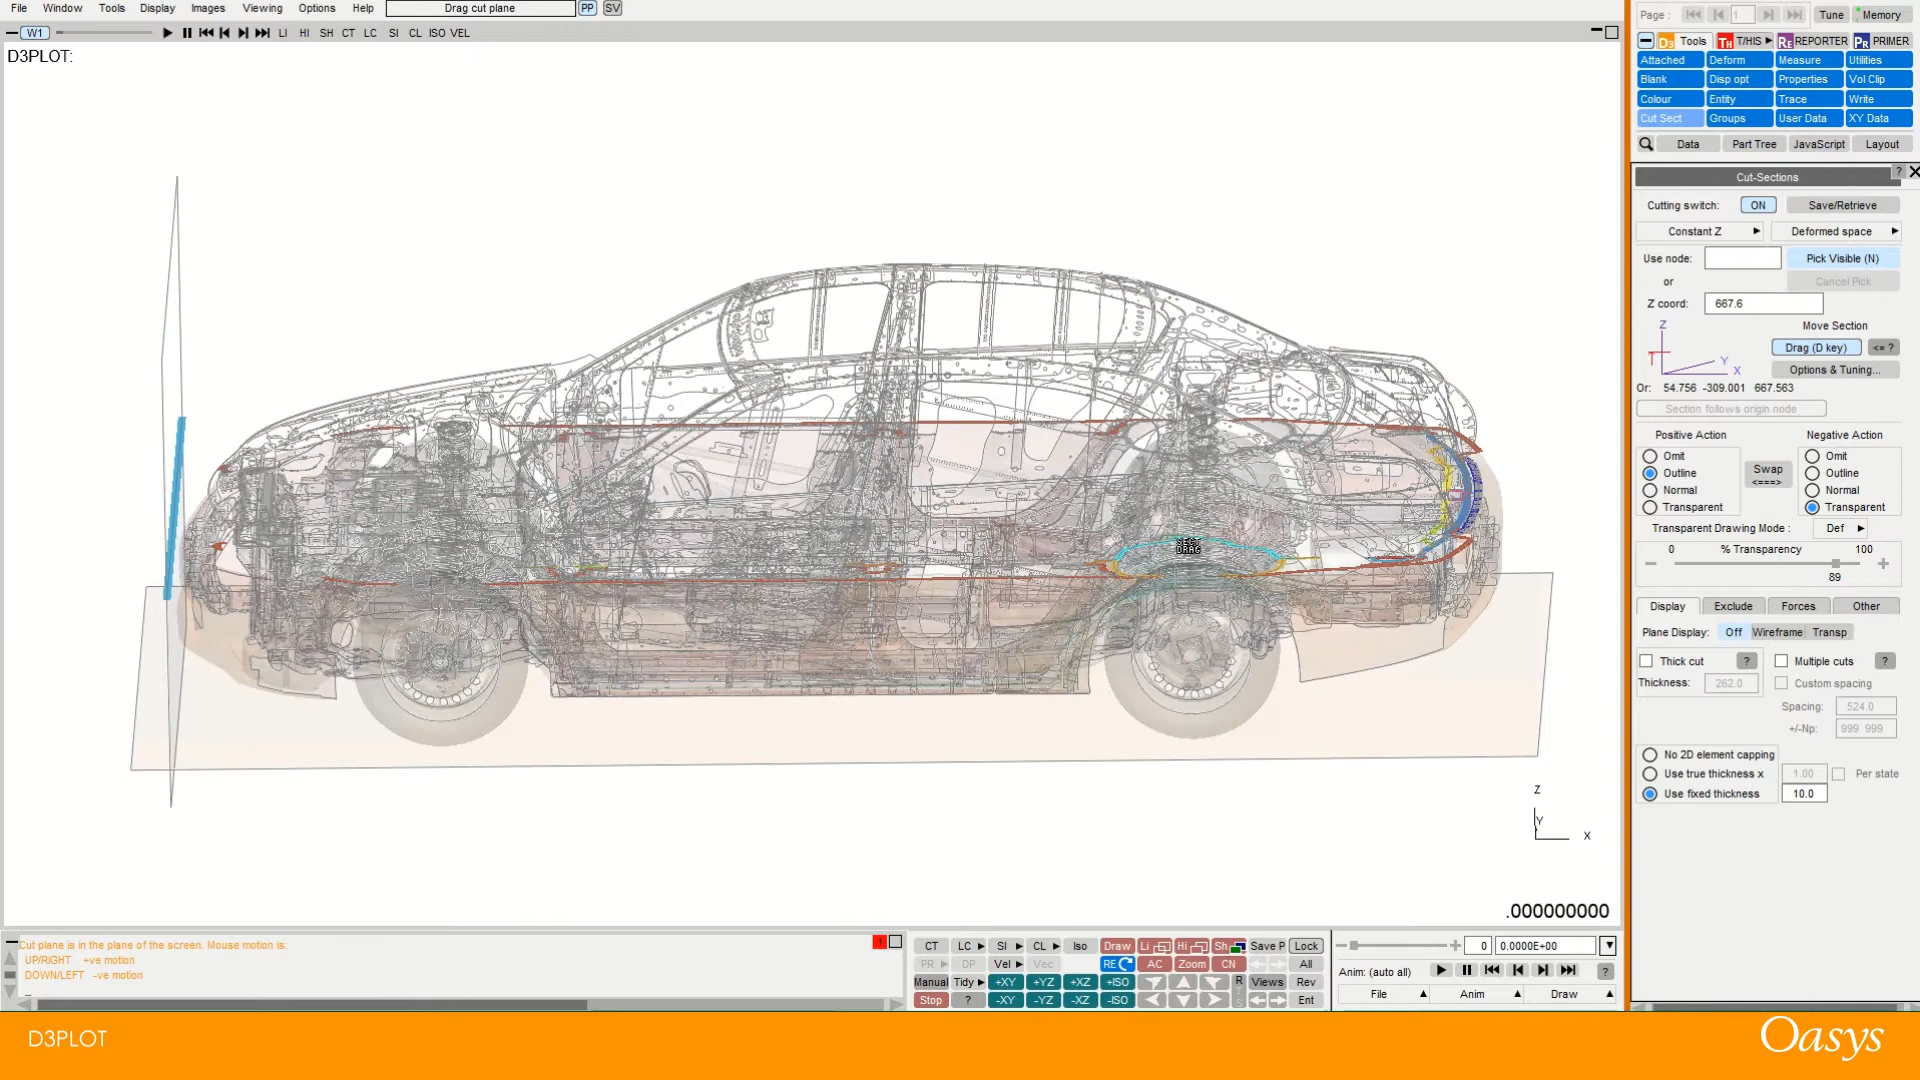 File Window Tools Display Images Viewing Options Help Drag cut plane PP SV
W1 LI HI SH CT LC SI CL ISO VEL
D3PLOT:
SECT
DRAG
Z
Y
X
.000000000
Page : 1 Tune Memory
D3 Tools TH T/HIS RE REPORTER PR PRIMER
Attached Deform Measure Utilities
Blank Disp opt Properties Vol Clip
Colour Entity Trace Write
Cut Sect Groups User Data XY Data
Data Part Tree JavaScript Layout
Cut-Sections ?
Cutting switch: ON Save/Retrieve
Constant Z Deformed space
Use node: Pick Visible (N)
or Cancel Pick
Z coord: 667.6
Z Move Section
Drag (D key) <= ?
T Y X Options & Tuning...
Or: 54.756 -309.001 667.563
Section follows origin node
Positive Action Negative Action
Omit Omit
Outline Swap Outline
Normal <===> Normal
Transparent Transparent
Transparent Drawing Mode : Def
0 % Transparency 100
89
Display Exclude Forces Other
Plane Display: Off Wireframe Transp
Thick cut ? Multiple cuts ?
Thickness: 262.0 Custom spacing
Spacing: 524.0
+/-Np: 999 999
No 2D element capping
Use true thickness x 1.00 Per state
Use fixed thickness 10.0
Cut plane is in the plane of the screen. Mouse motion is:
UP/RIGHT +ve motion
DOWN/LEFT -ve motion
CT LC SI CL Iso Draw Li Hi Sh Save P Lock
PR DP Vel Vec RE AC Zoom CN All
Manual Tidy +XY +YZ +XZ +ISO R Views Rev
Stop ? -XY -YZ -XZ -ISO Ent
0 0.0000E+00
Anim: (auto all) ?
File Anim Draw
D3PLOT Oasys